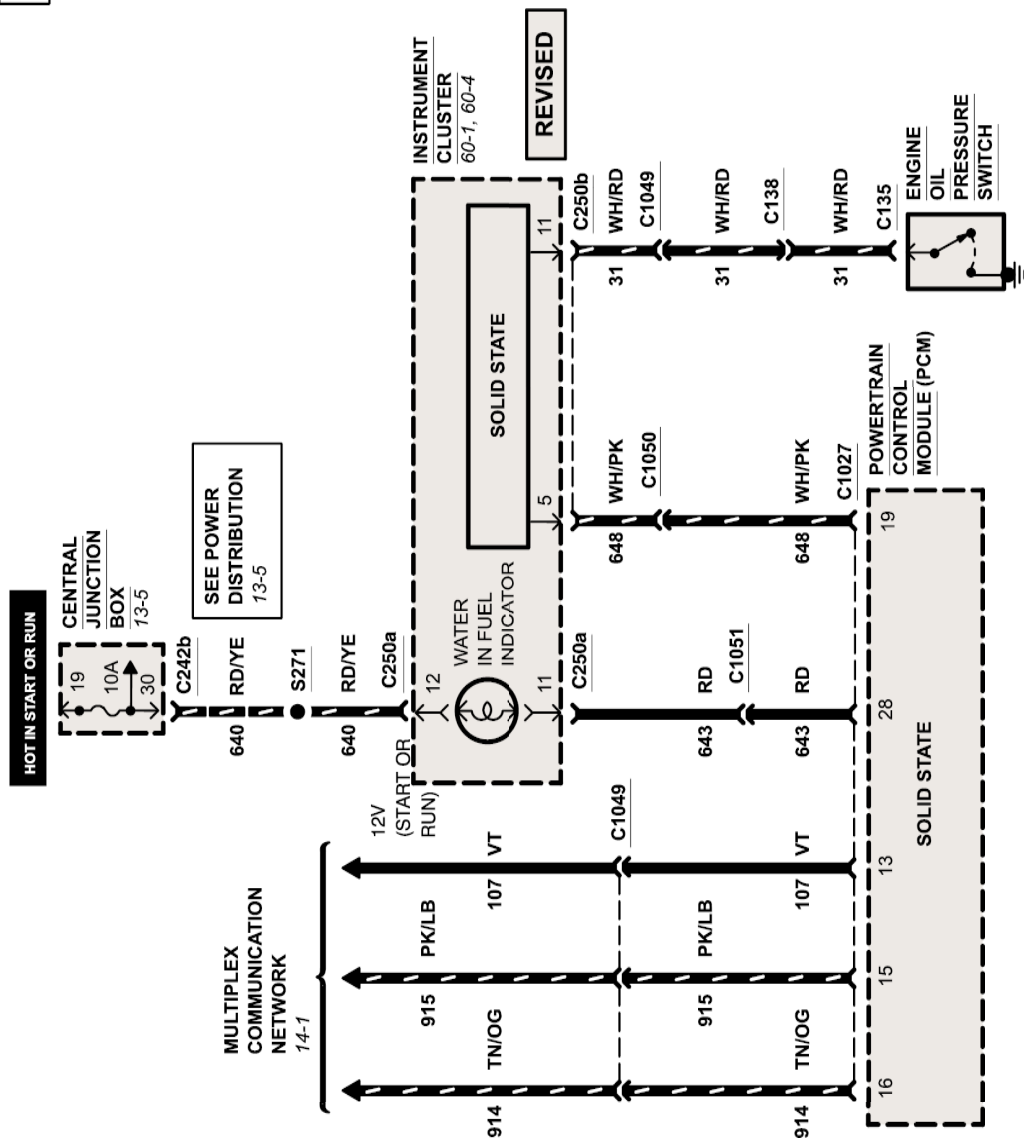 HOT IN START OR RUN
CENTRAL
JUNCTION
BOX 13-5
19
10A
30
C242b
640
RD/YE
SEE POWER
DISTRIBUTION
13-5
S271
640
RD/YE
C250a
12V
(START OR
RUN)
12
WATER
IN FUEL
INDICATOR
11
SOLID STATE
5
11
INSTRUMENT
CLUSTER
60-1, 60-4
REVISED
C250a
643
RD
C1051
643
RD
28
648
WH/PK
C1050
648
WH/PK
C1027
19
C250b
31
WH/RD
C1049
31
WH/RD
C138
31
WH/RD
C135
ENGINE
OIL
PRESSURE
SWITCH
POWERTRAIN
CONTROL
MODULE (PCM)
SOLID STATE
MULTIPLEX
COMMUNICATION
NETWORK
14-1
914
TN/OG
915
PK/LB
107
VT
C1049
914
TN/OG
915
PK/LB
107
VT
16
15
13